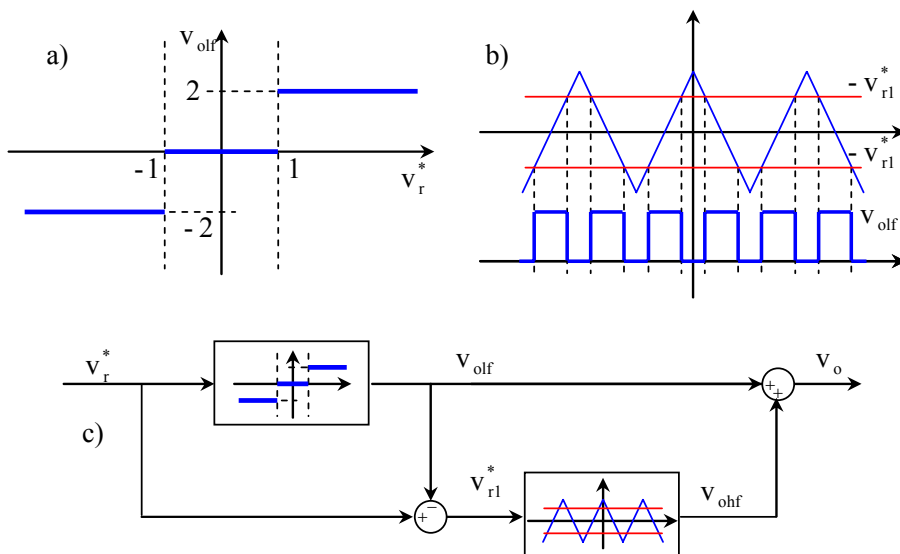 a)
v_olf
2
-1
1
v_r^*
-2
b)
- v_r1^*
- v_r1^*
v_olf
c)
v_r^*
v_olf
v_o
+
+
+
−
v_r1^*
v_ohf